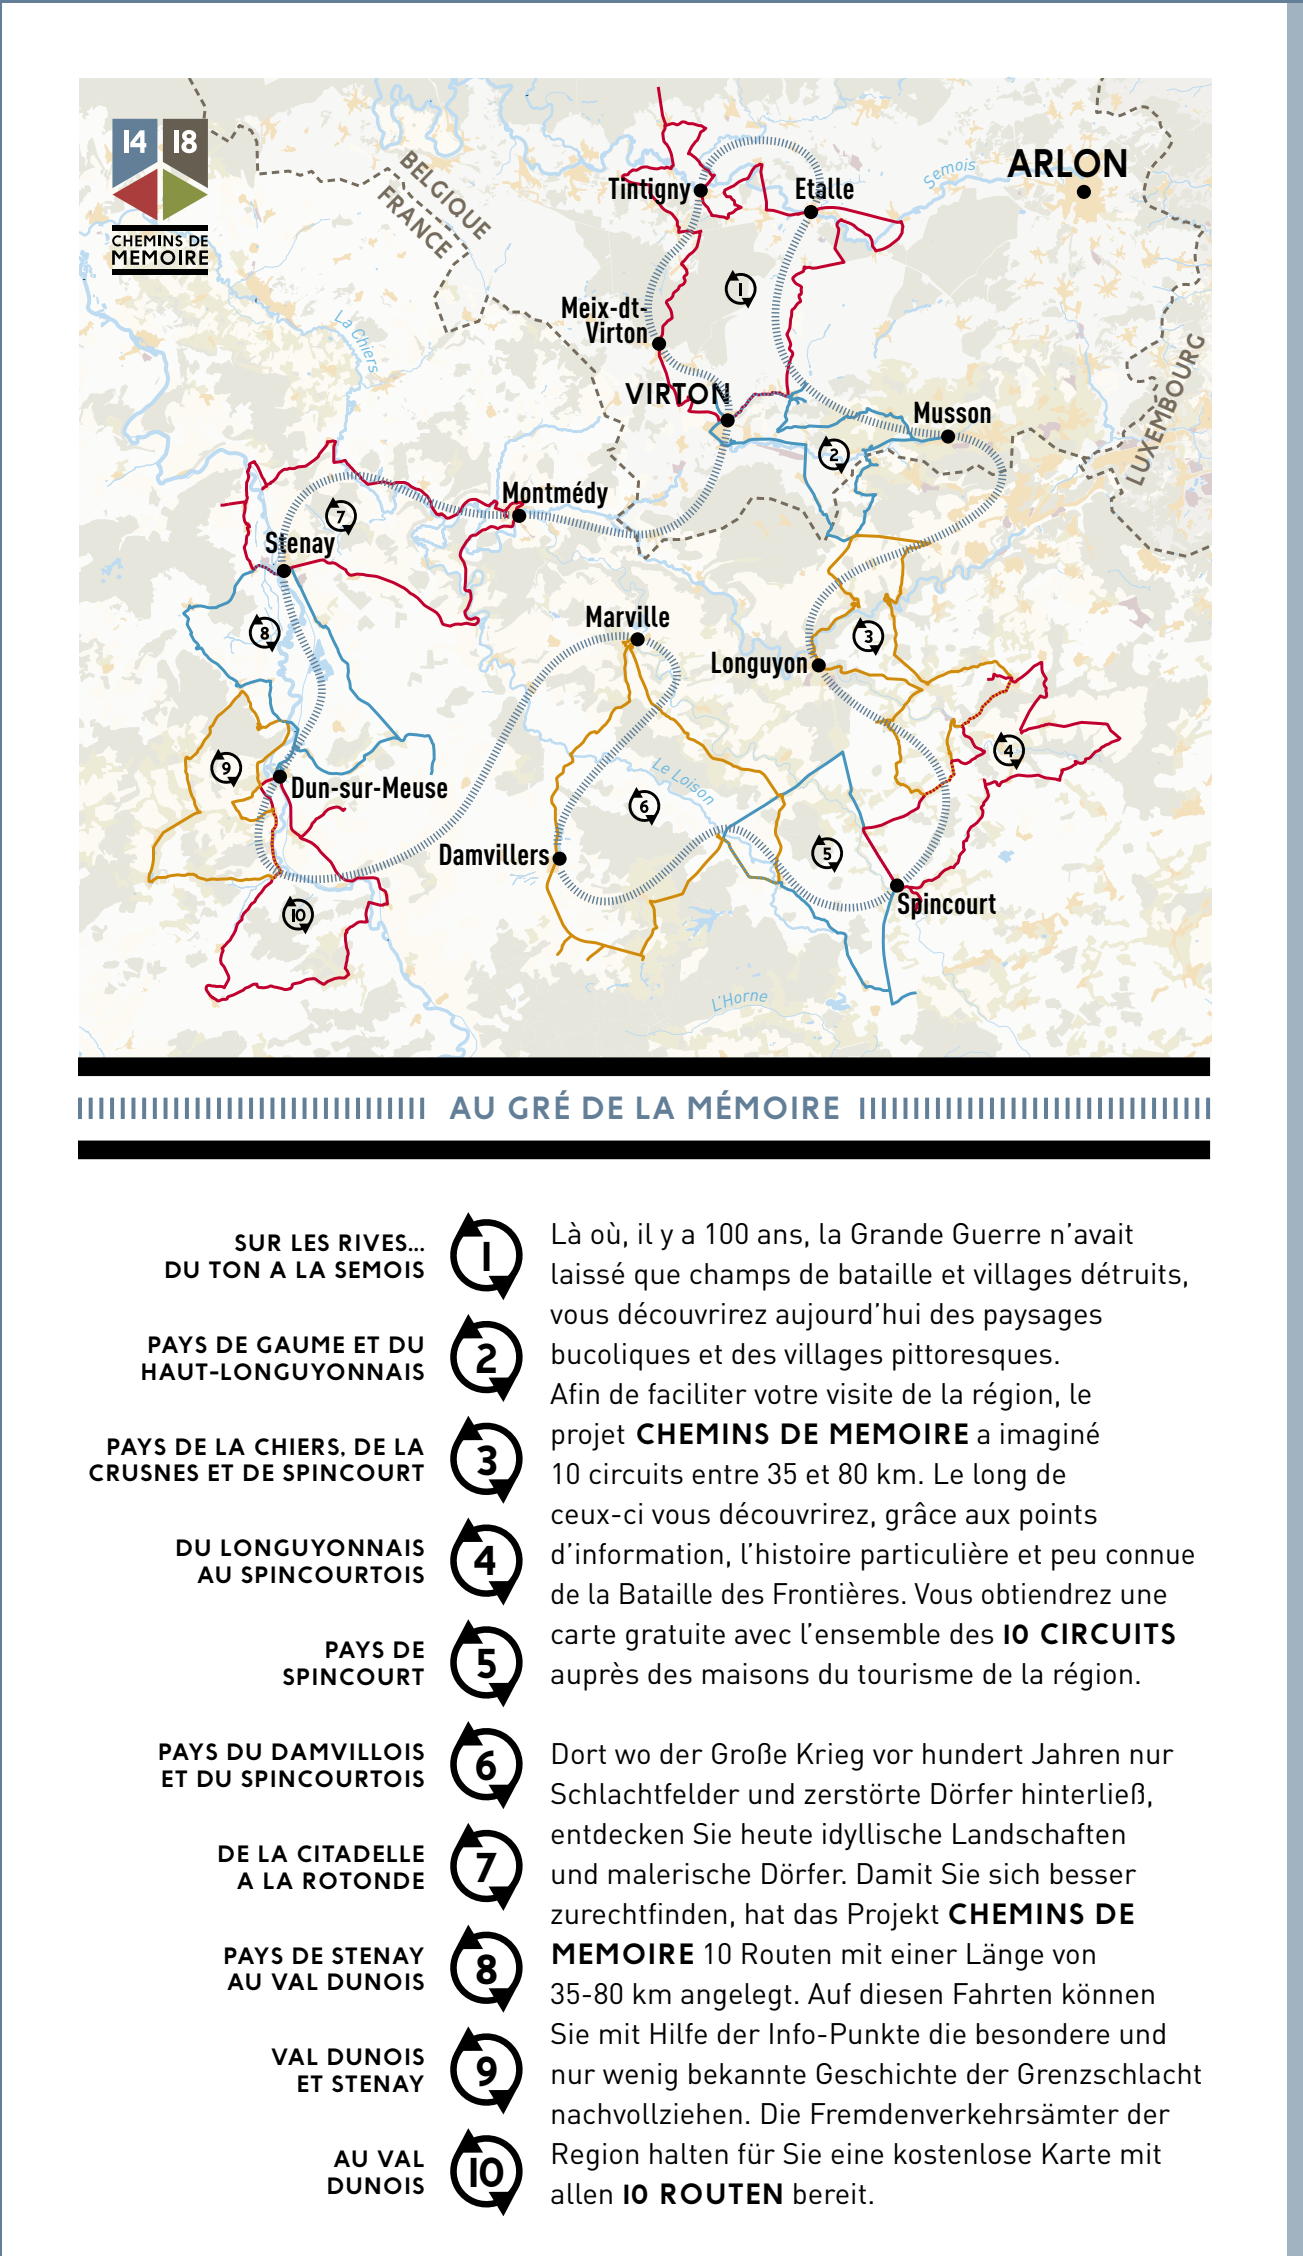 14 18
CHEMINS DE
MEMOIRE
BELGIQUE
FRANCE
Tintigny
Etalle
Semois
ARLON
1
Meix-dt-
Virton
La Chiers
LUXEMBOURG
VIRTON
Musson
2
Montmédy
7
Stenay
Marville
8
3
Longuyon
4
9
Dun-sur-Meuse
Le Loison
6
Damvillers
5
Spincourt
10
L'Horne
AU GRÉ DE LA MÉMOIRE
SUR LES RIVES...
DU TON A LA SEMOIS
1
PAYS DE GAUME ET DU
HAUT-LONGUYONNAIS
2
PAYS DE LA CHIERS, DE LA
CRUSNES ET DE SPINCOURT
3
DU LONGUYONNAIS
AU SPINCOURTOIS
4
PAYS DE
SPINCOURT
5
PAYS DU DAMVILLOIS
ET DU SPINCOURTOIS
6
DE LA CITADELLE
A LA ROTONDE
7
PAYS DE STENAY
AU VAL DUNOIS
8
VAL DUNOIS
ET STENAY
9
AU VAL
DUNOIS
10
Là où, il y a 100 ans, la Grande Guerre n'avait
laissé que champs de bataille et villages détruits,
vous découvrirez aujourd'hui des paysages
bucoliques et des villages pittoresques.
Afin de faciliter votre visite de la région, le
projet CHEMINS DE MEMOIRE a imaginé
10 circuits entre 35 et 80 km. Le long de
ceux-ci vous découvrirez, grâce aux points
d'information, l'histoire particulière et peu connue
de la Bataille des Frontières. Vous obtiendrez une
carte gratuite avec l'ensemble des 10 CIRCUITS
auprès des maisons du tourisme de la région.
Dort wo der Große Krieg vor hundert Jahren nur
Schlachtfelder und zerstörte Dörfer hinterließ,
entdecken Sie heute idyllische Landschaften
und malerische Dörfer. Damit Sie sich besser
zurechtfinden, hat das Projekt CHEMINS DE
MEMOIRE 10 Routen mit einer Länge von
35-80 km angelegt. Auf diesen Fahrten können
Sie mit Hilfe der Info-Punkte die besondere und
nur wenig bekannte Geschichte der Grenzschlacht
nachvollziehen. Die Fremdenverkehrsämter der
Region halten für Sie eine kostenlose Karte mit
allen 10 ROUTEN bereit.